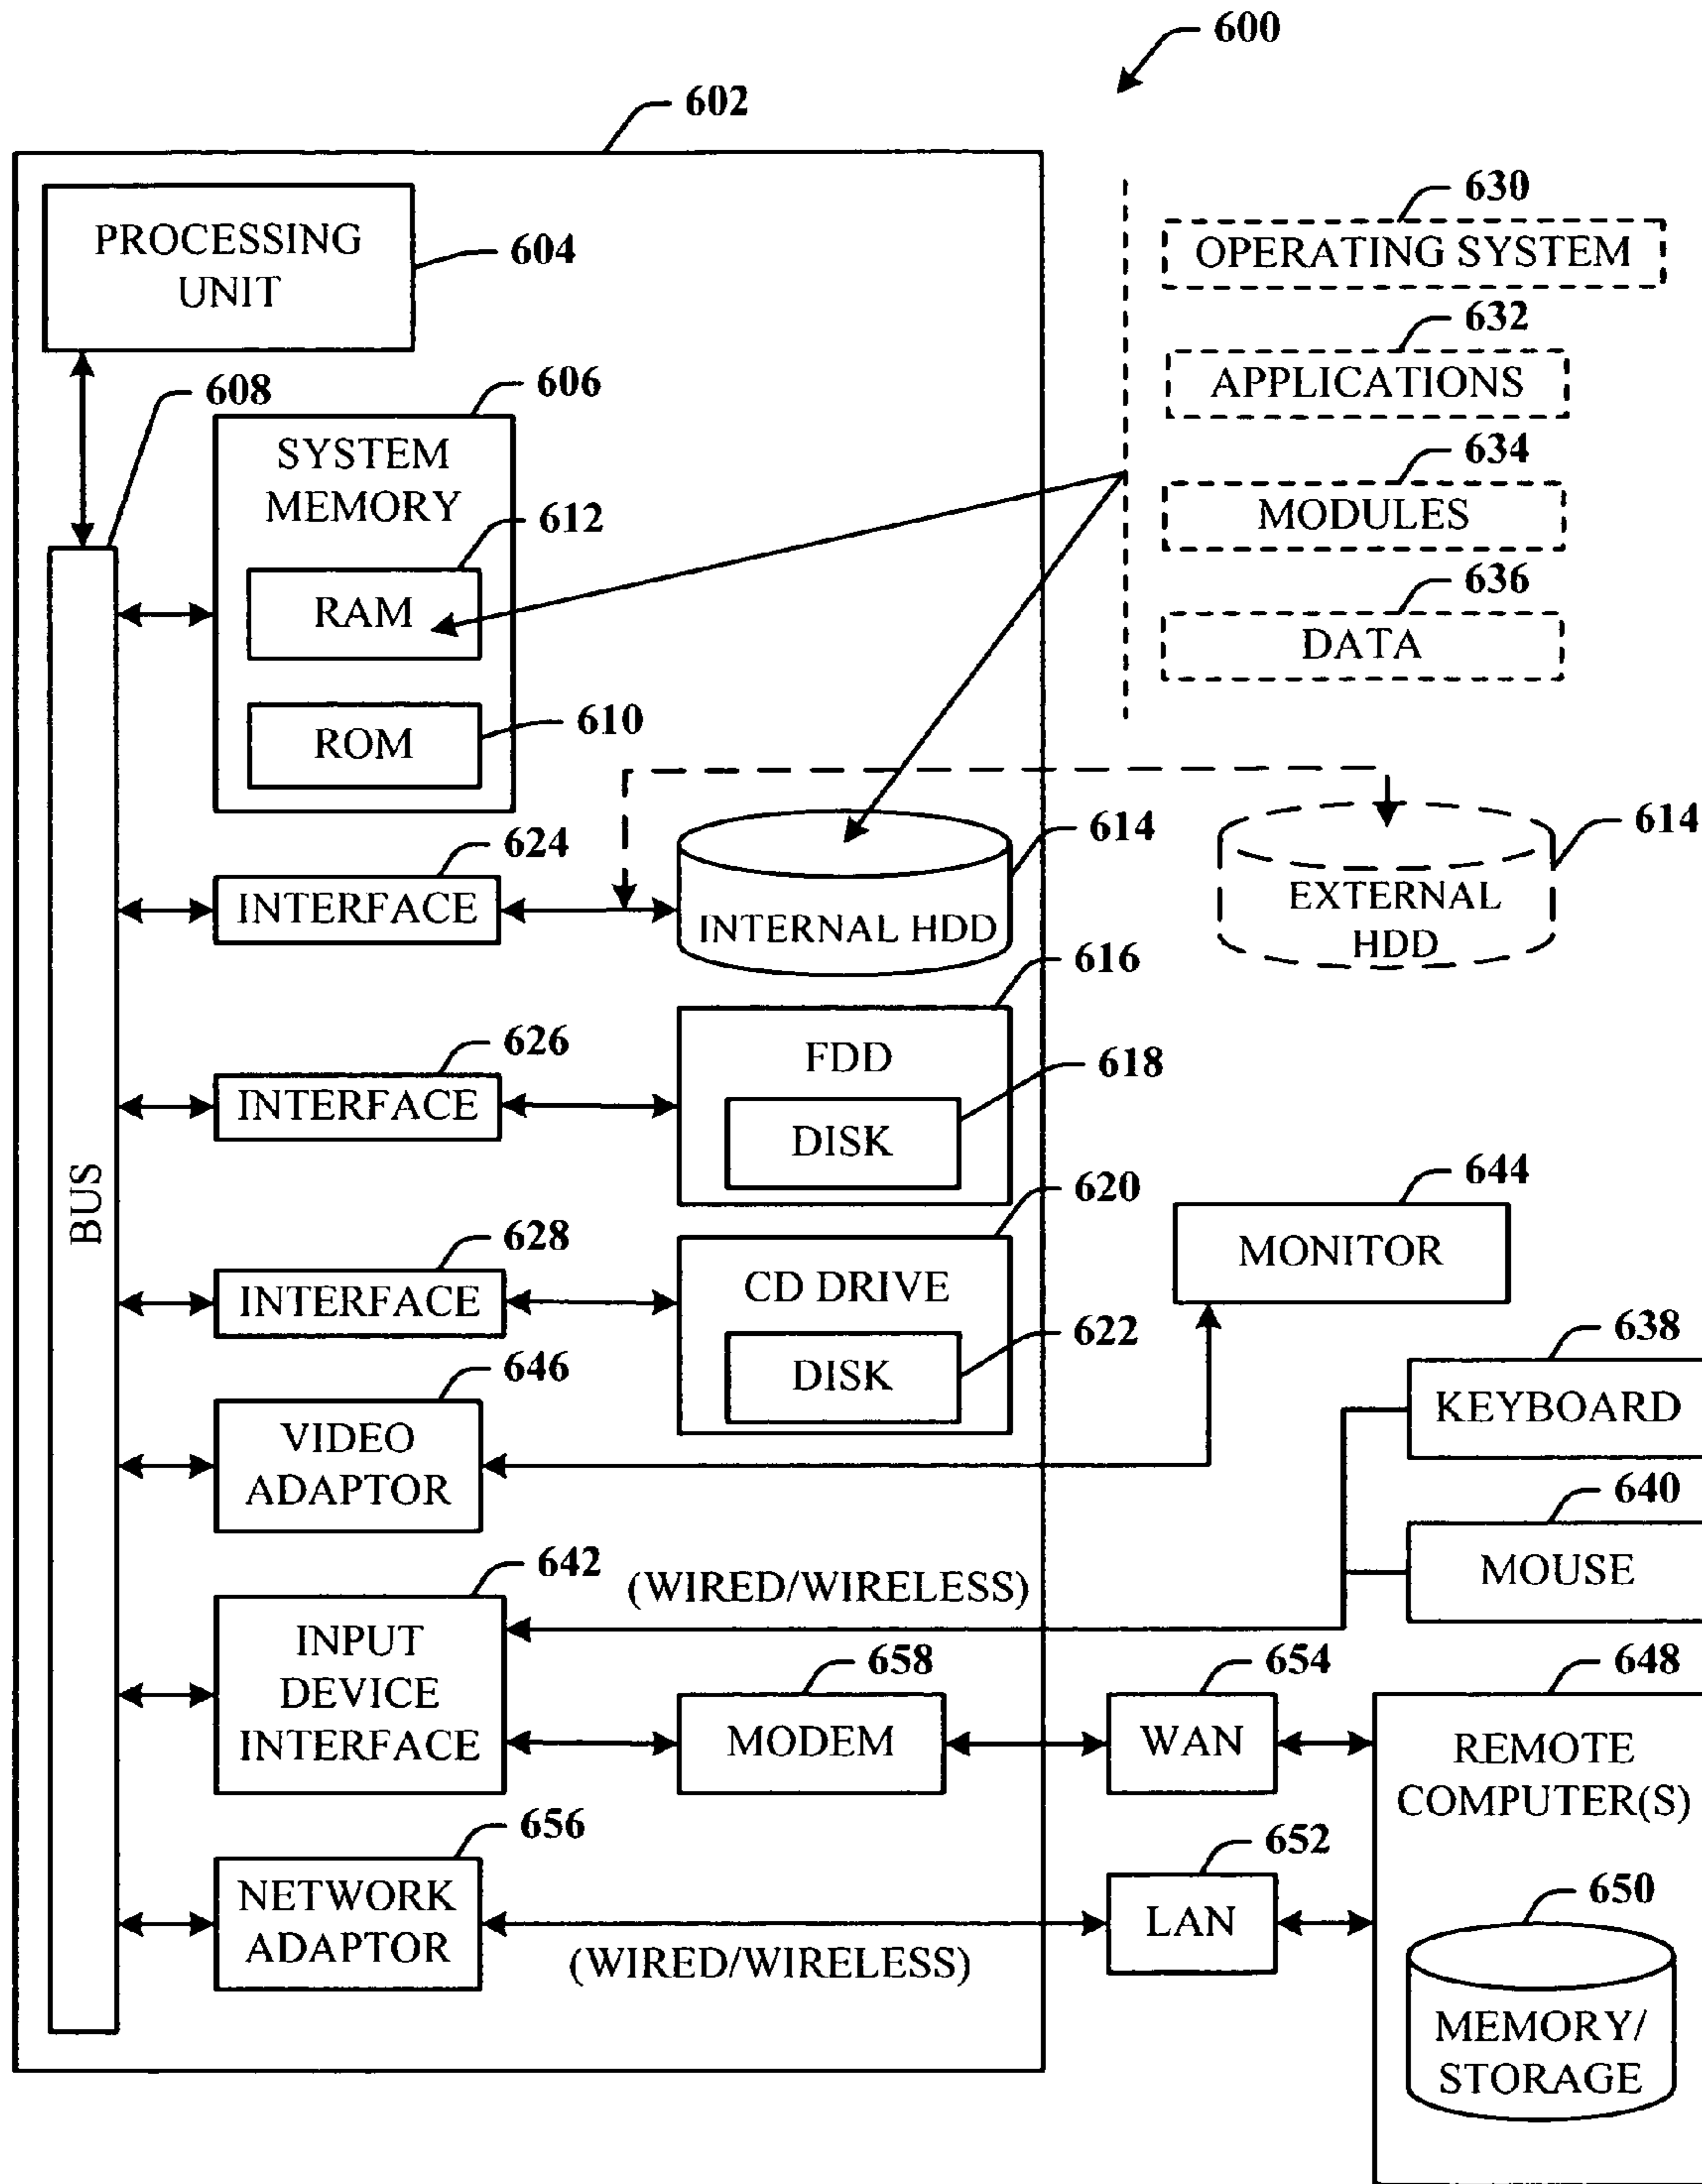 600
602
PROCESSING
UNIT
604
608
606
SYSTEM
MEMORY
612
RAM
610
ROM
630
OPERATING SYSTEM
632
APPLICATIONS
634
MODULES
636
DATA
624
INTERFACE
614
INTERNAL HDD
614
EXTERNAL
HDD
616
626
INTERFACE
FDD
618
DISK
BUS
620
628
INTERFACE
CD DRIVE
622
DISK
644
MONITOR
638
KEYBOARD
646
VIDEO
ADAPTOR
640
MOUSE
642
(WIRED/WIRELESS)
INPUT
DEVICE
INTERFACE
658
MODEM
654
WAN
648
REMOTE
COMPUTER(S)
656
NETWORK
ADAPTOR
(WIRED/WIRELESS)
652
LAN
650
MEMORY/
STORAGE